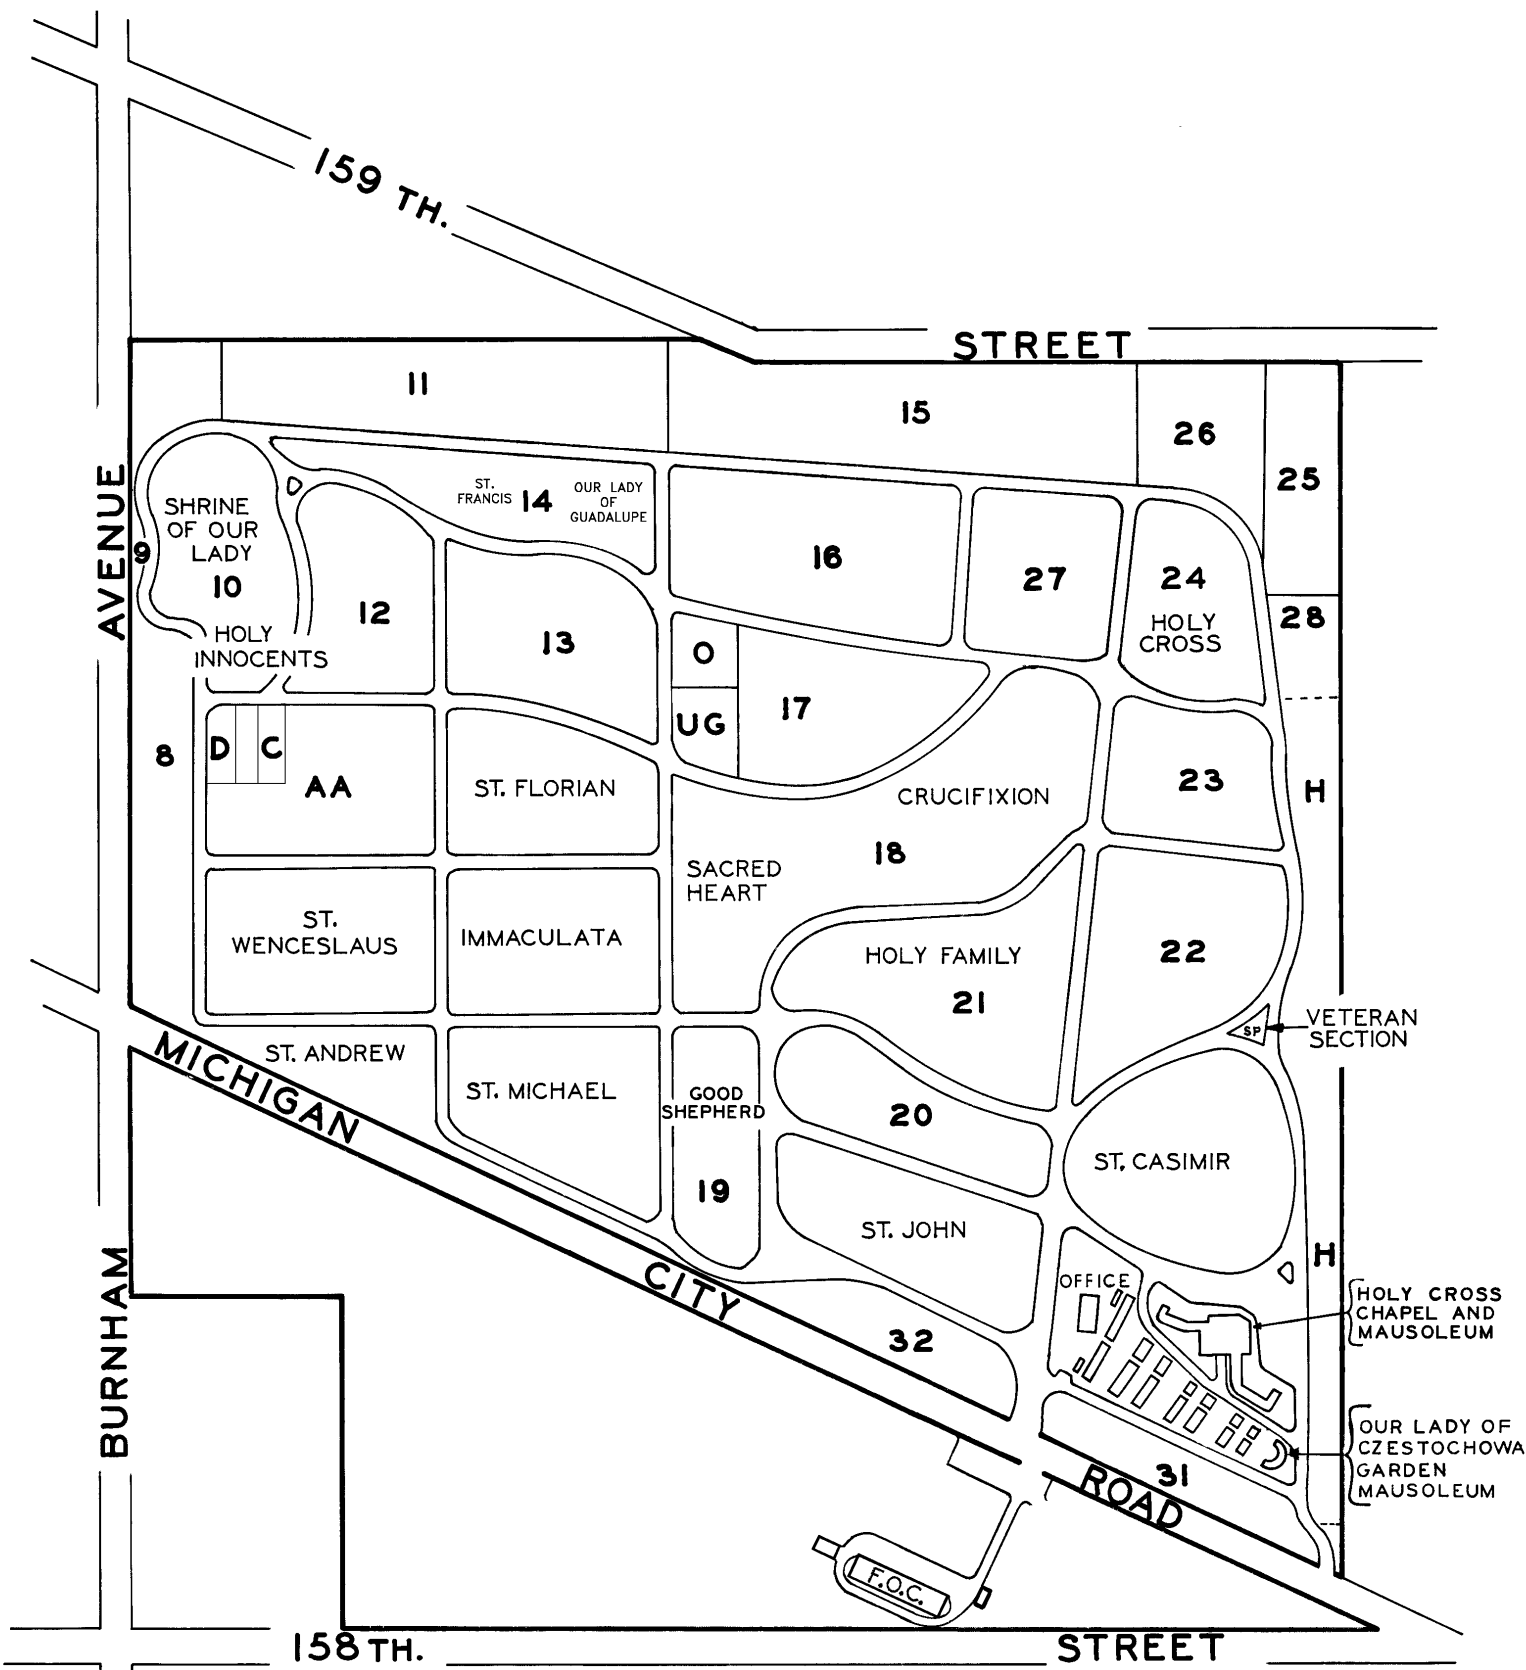 159 TH.
STREET
11
15
26
25
AVENUE
SHRINE
OF OUR
LADY
9
10
HOLY
INNOCENTS
ST.
FRANCIS
14
OUR LADY
OF
GUADALUPE
12
13
16
27
24
HOLY
CROSS
28
O
UG
17
8
D
C
AA
ST. FLORIAN
CRUCIFIXION
18
23
H
SACRED
HEART
ST.
WENCESLAUS
IMMACULATA
HOLY FAMILY
21
22
SP
VETERAN
SECTION
MICHIGAN
ST. ANDREW
ST. MICHAEL
GOOD
SHEPHERD
19
20
ST. CASIMIR
ST. JOHN
H
OFFICE
HOLY CROSS
CHAPEL AND
MAUSOLEUM
CITY
32
BURNHAM
OUR LADY OF
CZESTOCHOWA
GARDEN
MAUSOLEUM
31
ROAD
F.O.C.
158 TH.
STREET